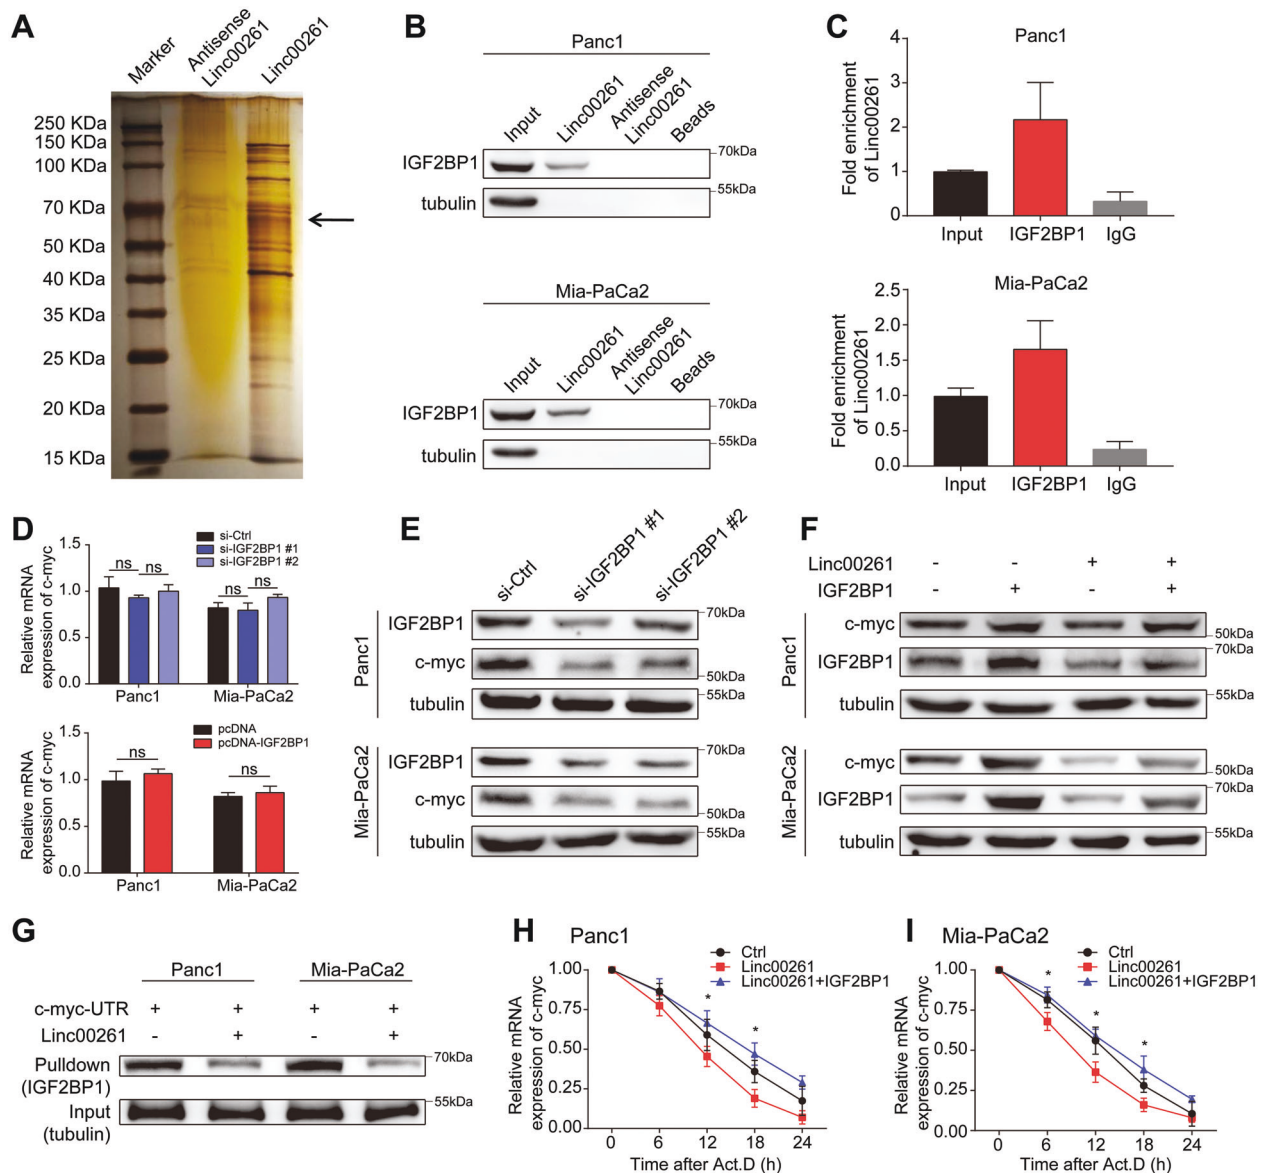 A
Marker
Antisense
Linc00261
Linc00261
250 KDa
150 KDa
100 KDa
70 KDa
50 KDa
40 KDa
35 KDa
25 KDa
20 KDa
15 KDa
B
Panc1
Input
Linc00261
Antisense
Linc00261
Beads
IGF2BP1
70kDa
tubulin
55kDa
Mia-PaCa2
Input
Linc00261
Antisense
Linc00261
Beads
IGF2BP1
70kDa
tubulin
55kDa
C
Panc1
Fold enrichment
of Linc00261
4
3
2
1
0
Input IGF2BP1 IgG
Mia-PaCa2
Fold enrichment
of Linc00261
2.5
2.0
1.5
1.0
0.5
0.0
Input IGF2BP1 IgG
D
Relative mRNA
expression of c-myc
1.5
1.0
0.5
0.0
si-Ctrl
si-IGF2BP1 #1
si-IGF2BP1 #2
ns ns ns ns
Panc1 Mia-PaCa2
Relative mRNA
expression of c-myc
1.5
1.0
0.5
0.0
pcDNA
pcDNA-IGF2BP1
ns ns
Panc1 Mia-PaCa2
E
si-Ctrl
si-IGF2BP1 #1
si-IGF2BP1 #2
Panc1
IGF2BP1 70kDa
c-myc 50kDa
tubulin 55kDa
Mia-PaCa2
IGF2BP1 70kDa
c-myc 50kDa
tubulin 55kDa
F
Linc00261 - - + +
IGF2BP1 - + - +
Panc1
c-myc 50kDa
IGF2BP1 70kDa
tubulin 55kDa
Mia-PaCa2
c-myc 50kDa
IGF2BP1 70kDa
tubulin 55kDa
G
Panc1 Mia-PaCa2
c-myc-UTR + + + +
Linc00261 - + - +
Pulldown 70kDa
(IGF2BP1)
Input 55kDa
(tubulin)
H
Panc1
Ctrl
Linc00261
Linc00261+IGF2BP1
Relative mRNA
expression of c-myc
1.00
0.75
0.50
0.25
0.00
* *
0 6 12 18 24
Time after Act.D (h)
I
Mia-PaCa2
Ctrl
Linc00261
Linc00261+IGF2BP1
Relative mRNA
expression of c-myc
1.00
0.75
0.50
0.25
0.00
* * *
0 6 12 18 24
Time after Act.D (h)